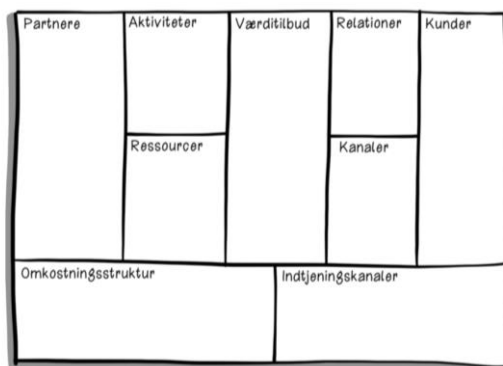 Partnere
Aktiviteter
Værditilbud
Relationer
Kunder
Ressourcer
Kanaler
Omkostningsstruktur
Indtjeningskanaler